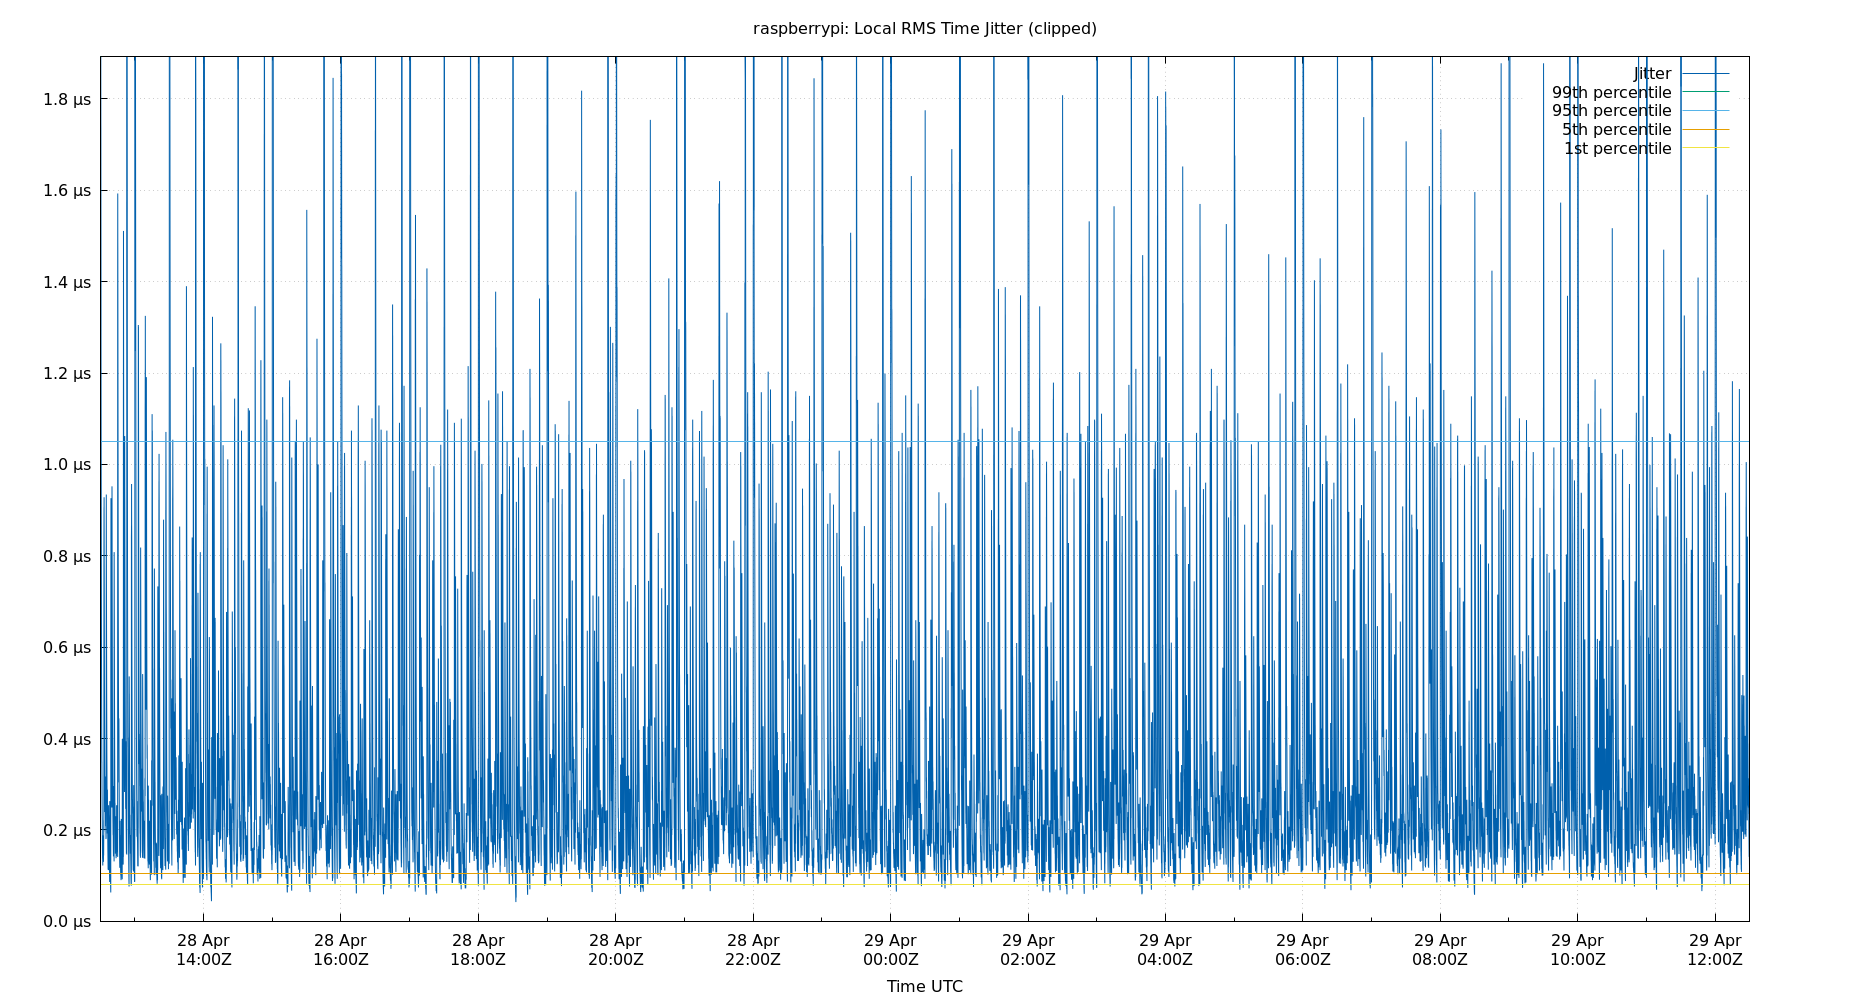 raspberrypi: Local RMS Time Jitter (clipped)
Jitter
99th percentile
95th percentile
5th percentile
1st percentile
1.8 μs
1.6 μs
1.4 μs
1.2 μs
1.0 μs
0.8 μs
0.6 μs
0.4 μs
0.2 μs
0.0 μs
28 Apr 28 Apr 28 Apr 28 Apr 28 Apr 29 Apr 29 Apr 29 Apr 29 Apr 29 Apr 29 Apr 29 Apr
14:00Z 16:00Z 18:00Z 20:00Z 22:00Z 00:00Z 02:00Z 04:00Z 06:00Z 08:00Z 10:00Z 12:00Z
Time UTC